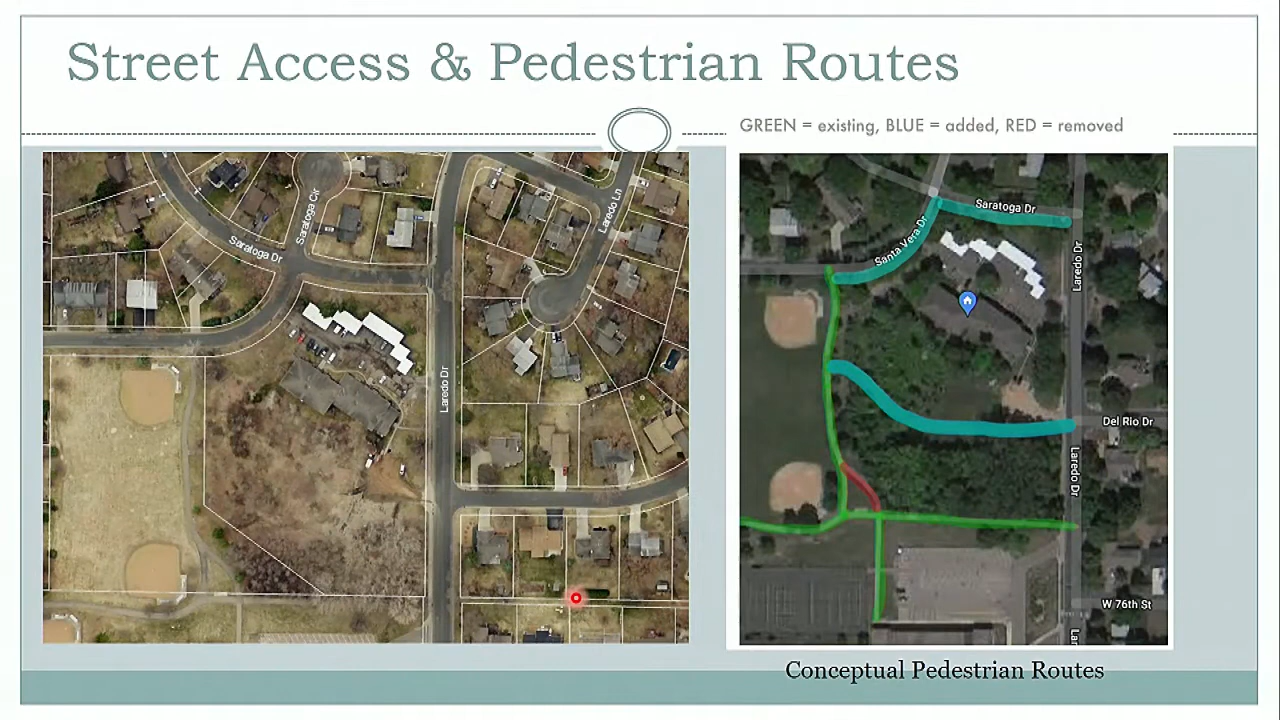 Street Access & Pedestrian Routes
GREEN = existing, BLUE = added, RED = removed
Saratoga Cir
Saratoga Dr
Laredo Ln
Laredo Dr
Saratoga Dr
Santa Vera Dr
Laredo Dr
Del Rio Dr
Laredo Dr
W 76th St
Lar
Conceptual Pedestrian Routes